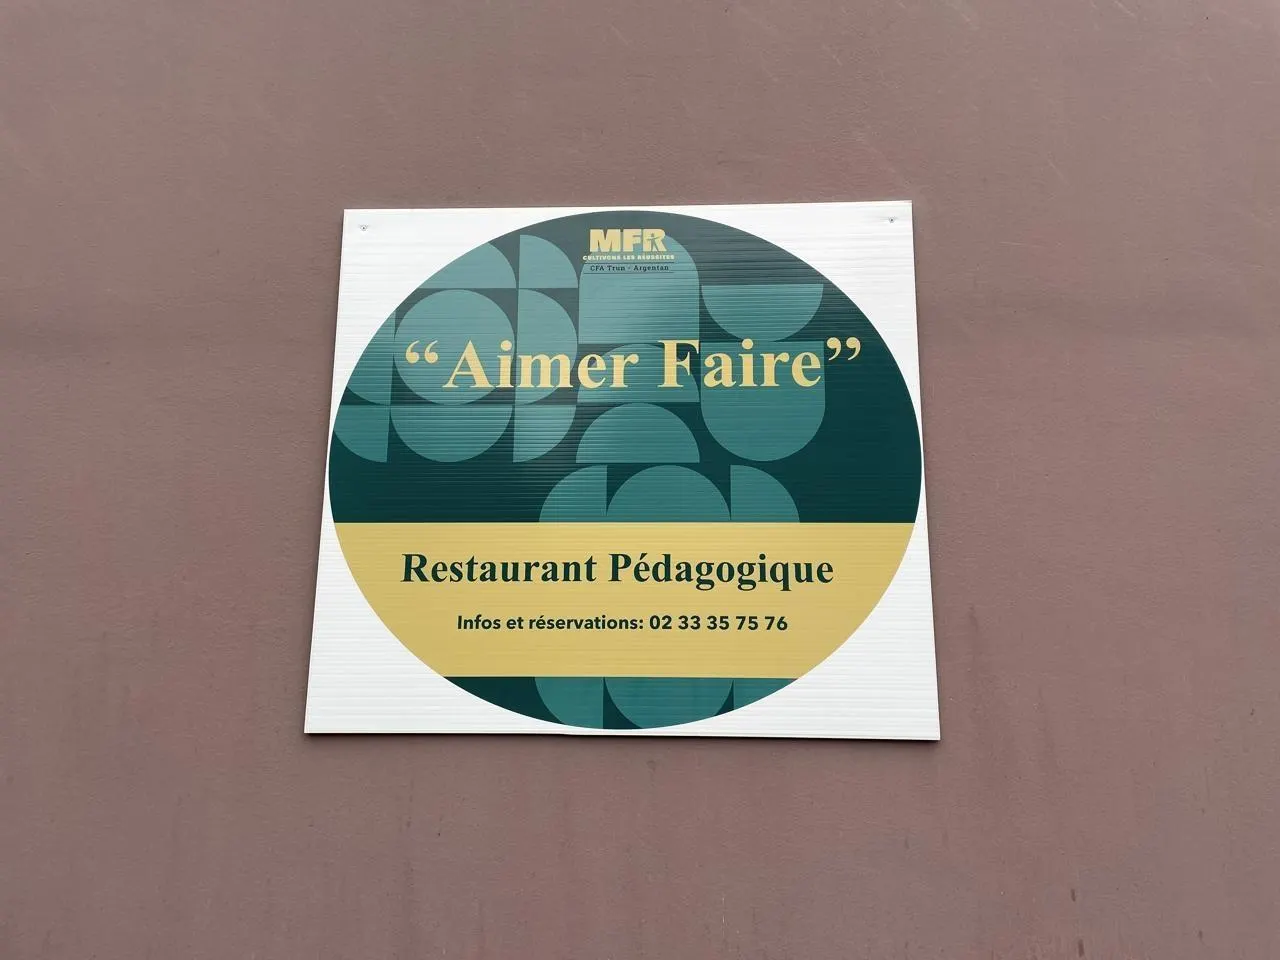 MFR
CULTIVONS LES RÉUSSITES
CFA Trun - Argentan
“Aimer Faire”
Restaurant Pédagogique
Infos et réservations: 02 33 35 75 76